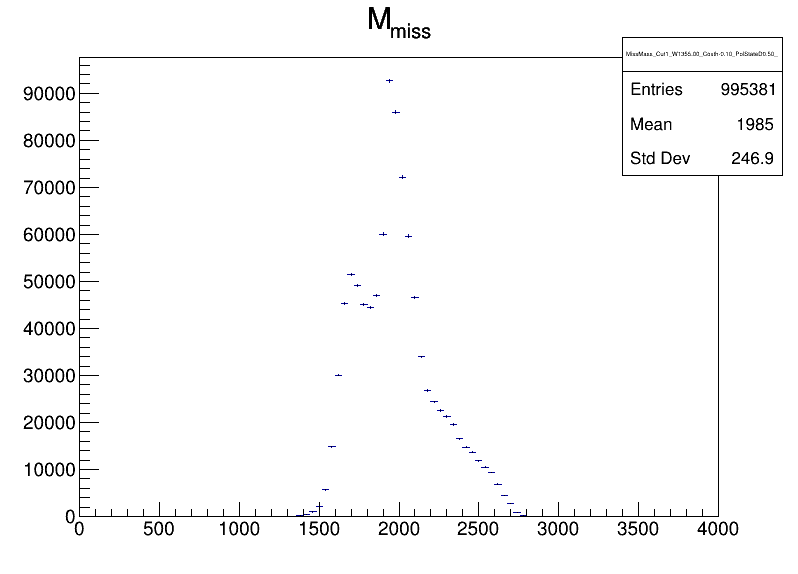 M_miss
MissMass_Cut1_W1355.00_Costh-0.10_PolStateD0.50_
Entries 995381
Mean 1985
Std Dev 246.9
90000
80000
70000
60000
50000
40000
30000
20000
10000
0
0 500 1000 1500 2000 2500 3000 3500 4000